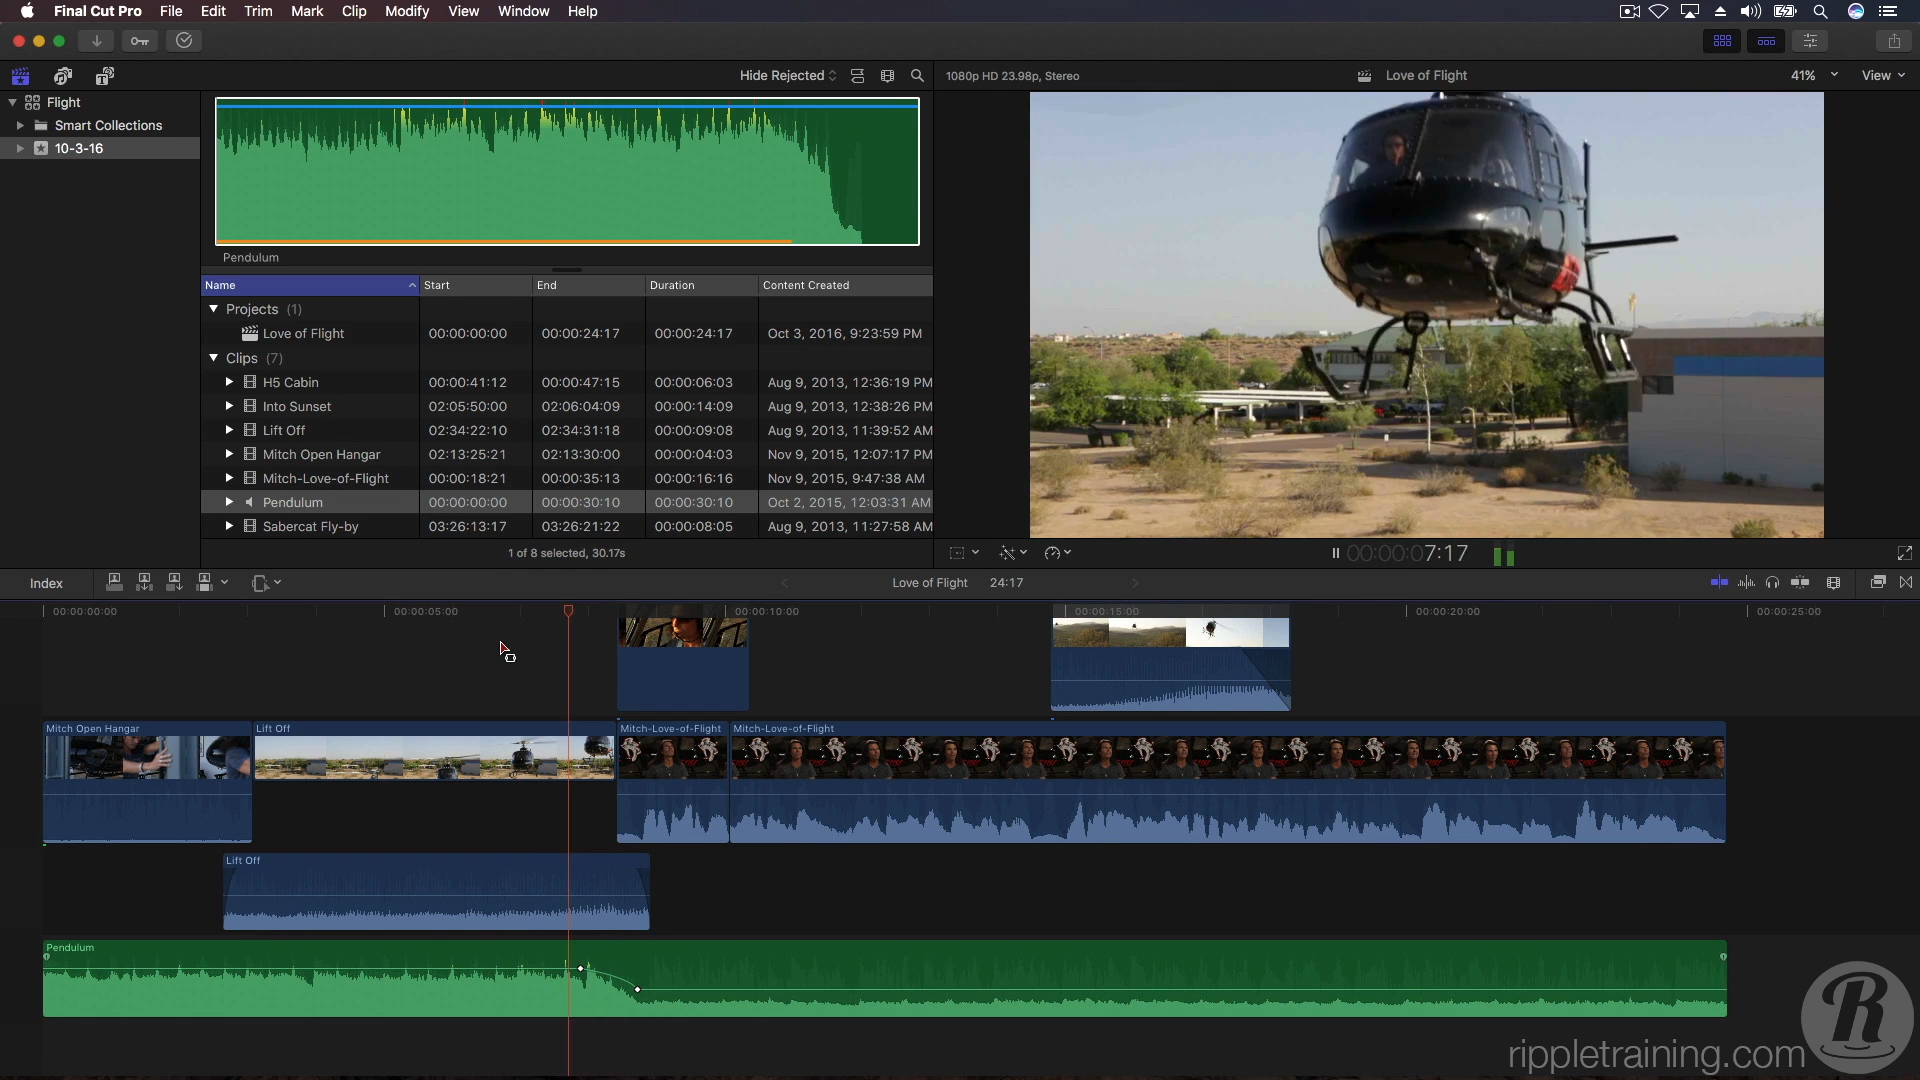 Final Cut Pro File Edit Trim Mark Clip Modify View Window Help
Hide Rejected
1080p HD 23.98p, Stereo
Love of Flight
41%
View
Flight
Smart Collections
10-3-16
Pendulum
Name Start End Duration Content Created
Projects (1)
Love of Flight 00:00:00:00 00:00:24:17 00:00:24:17 Oct 3, 2016, 9:23:59 PM
Clips (7)
H5 Cabin 00:00:41:12 00:00:47:15 00:00:06:03 Aug 9, 2013, 12:36:19 PM
Into Sunset 02:05:50:00 02:06:04:09 00:00:14:09 Aug 9, 2013, 12:38:26 PM
Lift Off 02:34:22:10 02:34:31:18 00:00:09:08 Aug 9, 2013, 11:39:52 AM
Mitch Open Hangar 02:13:25:21 02:13:30:00 00:00:04:03 Nov 9, 2015, 12:07:17 PM
Mitch-Love-of-Flight 00:00:18:21 00:00:35:13 00:00:16:16 Nov 9, 2015, 9:47:38 AM
Pendulum 00:00:00:00 00:00:30:10 00:00:30:10 Oct 2, 2015, 12:03:31 AM
Sabercat Fly-by 03:26:13:17 03:26:21:22 00:00:08:05 Aug 9, 2013, 11:27:58 AM
1 of 8 selected, 30.17s
00:00:07:17
Index
Love of Flight 24:17
00:00:00:00 00:00:05:00 00:00:10:00 00:00:15:00 00:00:20:00 00:00:25:00
Mitch Open Hangar Lift Off Mitch-Love-of-Flight Mitch-Love-of-Flight
Lift Off
Pendulum
R
rippletraining.com